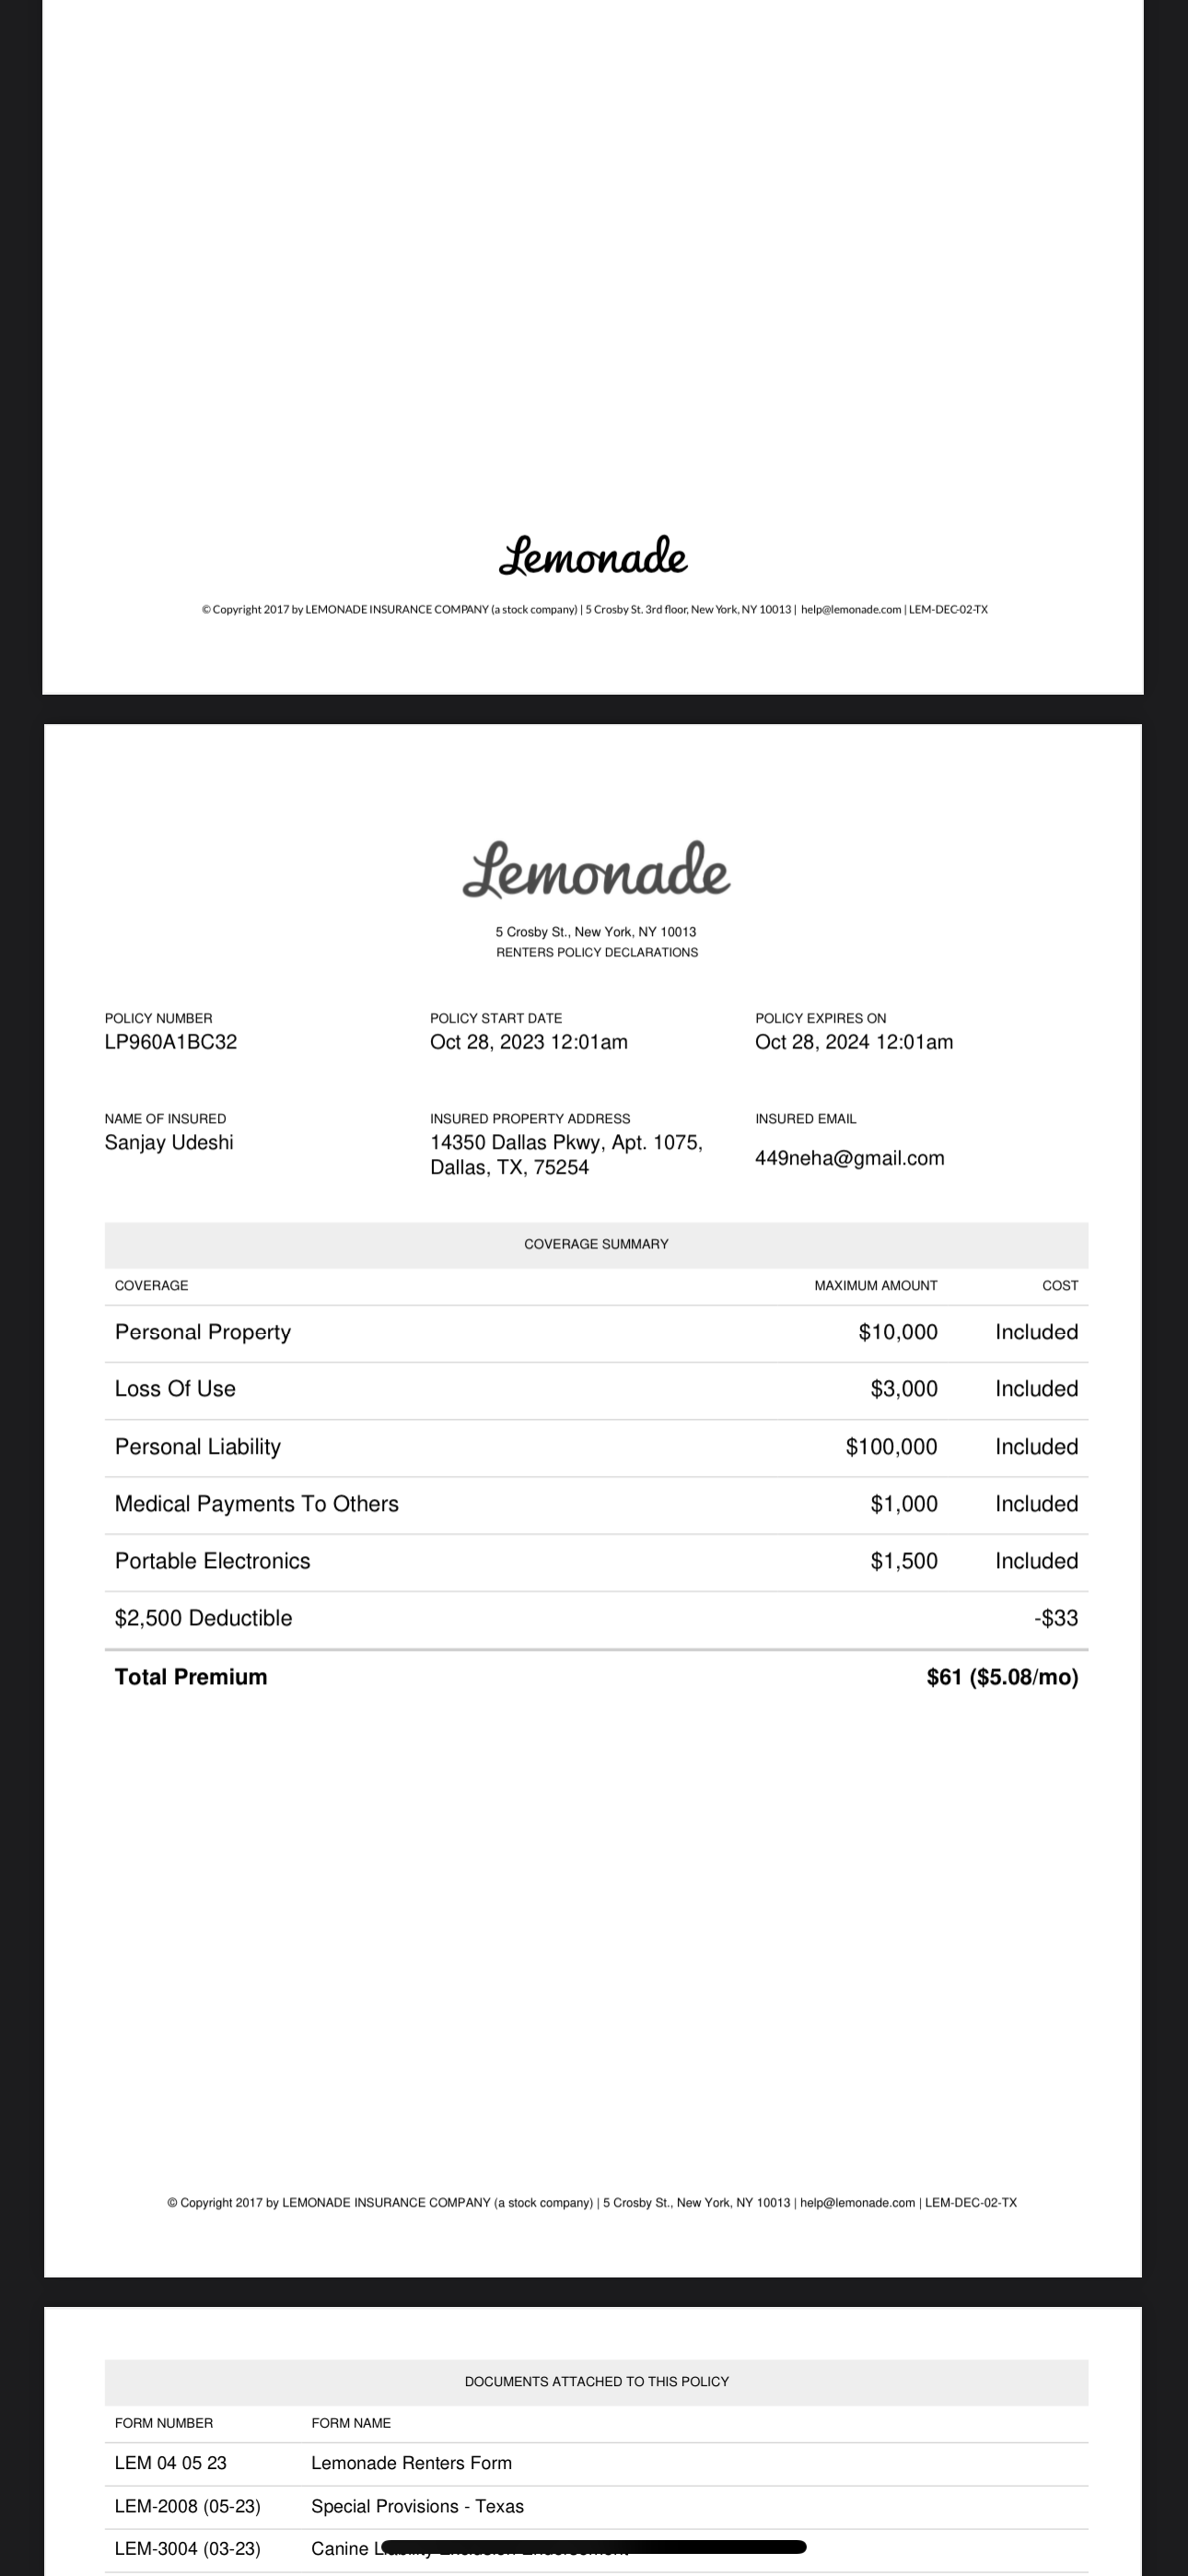 Lemonade
© Copyright 2017 by LEMONADE INSURANCE COMPANY (a stock company) | 5 Crosby St. 3rd floor, New York, NY 10013 | help@lemonade.com | LEM-DEC-02-TX
Lemonade
5 Crosby St., New York, NY 10013
RENTERS POLICY DECLARATIONS
POLICY NUMBER POLICY START DATE POLICY EXPIRES ON
LP960A1BC32 Oct 28, 2023 12:01am Oct 28, 2024 12:01am
NAME OF INSURED INSURED PROPERTY ADDRESS INSURED EMAIL
Sanjay Udeshi 14350 Dallas Pkwy, Apt. 1075, 449neha@gmail.com
Dallas, TX, 75254
COVERAGE SUMMARY
COVERAGE MAXIMUM AMOUNT COST
Personal Property $10,000 Included
Loss Of Use $3,000 Included
Personal Liability $100,000 Included
Medical Payments To Others $1,000 Included
Portable Electronics $1,500 Included
$2,500 Deductible -$33
Total Premium $61 ($5.08/mo)
© Copyright 2017 by LEMONADE INSURANCE COMPANY (a stock company) | 5 Crosby St., New York, NY 10013 | help@lemonade.com | LEM-DEC-02-TX
DOCUMENTS ATTACHED TO THIS POLICY
FORM NUMBER FORM NAME
LEM 04 05 23 Lemonade Renters Form
LEM-2008 (05-23) Special Provisions - Texas
LEM-3004 (03-23) Canine